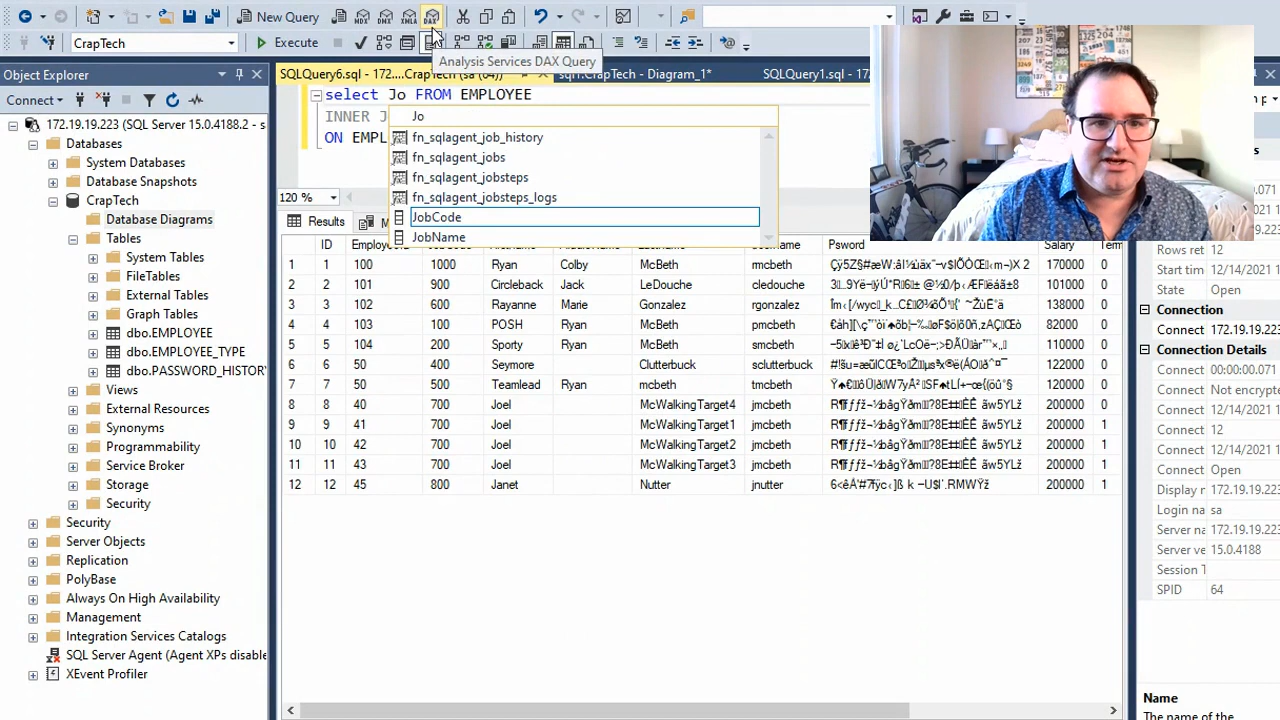 New Query
MDX
DMX
XMLA
DAX
CrapTech
Execute
Analysis Services DAX Query
Object Explorer
SQLQuery6.sql - 172....CrapTech (sa (64))
sql1.CrapTech - Diagram_1*
SQLQuery1.sql - 172
Connect
select Jo FROM EMPLOYEE
INNER J
ON EMPL
Jo
fn_sqlagent_job_history
fn_sqlagent_jobs
fn_sqlagent_jobsteps
fn_sqlagent_jobsteps_logs
JobCode
JobName
120 %
Results
M
172.19.19.223 (SQL Server 15.0.4188.2 - s
Databases
System Databases
Database Snapshots
CrapTech
Database Diagrams
Tables
System Tables
FileTables
External Tables
Graph Tables
dbo.EMPLOYEE
dbo.EMPLOYEE_TYPE
dbo.PASSWORD_HISTORY
Views
External Resources
Synonyms
Programmability
Service Broker
Storage
Security
Security
Server Objects
Replication
PolyBase
Always On High Availability
Management
Integration Services Catalogs
SQL Server Agent (Agent XPs disable
XEvent Profiler
ID Salary Term
1 1 100 1000 Ryan Colby McBeth rmcbeth 170000 0
2 2 101 900 Circleback Jack LeDouche cledouche 101000 0
3 3 102 600 Rayanne Marie Gonzalez rgonzalez 138000 0
4 4 103 100 POSH Ryan McBeth pmcbeth 82000 0
5 5 104 200 Sporty Ryan McBeth smcbeth 110000 0
6 6 50 400 Seymore Clutterbuck sclutterbuck 122000 0
7 7 50 500 Teamlead Ryan mcbeth tmcbeth 120000 0
8 8 40 700 Joel McWalkingTarget4 jmcbeth 200000 0
9 9 41 700 Joel McWalkingTarget1 jmcbeth 200000 1
10 10 42 700 Joel McWalkingTarget2 jmcbeth 200000 1
11 11 43 700 Joel McWalkingTarget3 jmcbeth 200000 1
12 12 45 800 Janet Nutter jnutter 200000 1
Rows ret 12
Start time 12/14/2021
State Open
Connection
Connect 172.19.19.223
Connection Details
Connect 00:00:00.071
Connect Not encrypte
Connect 12/14/2021
Connect 12
Connect 12/14/2021
Connect Open
Display n 172.19.19.223
Login na sa
Server na 172.19.19.223
Server ve 15.0.4188
Session T
SPID 64
Name
The name of the